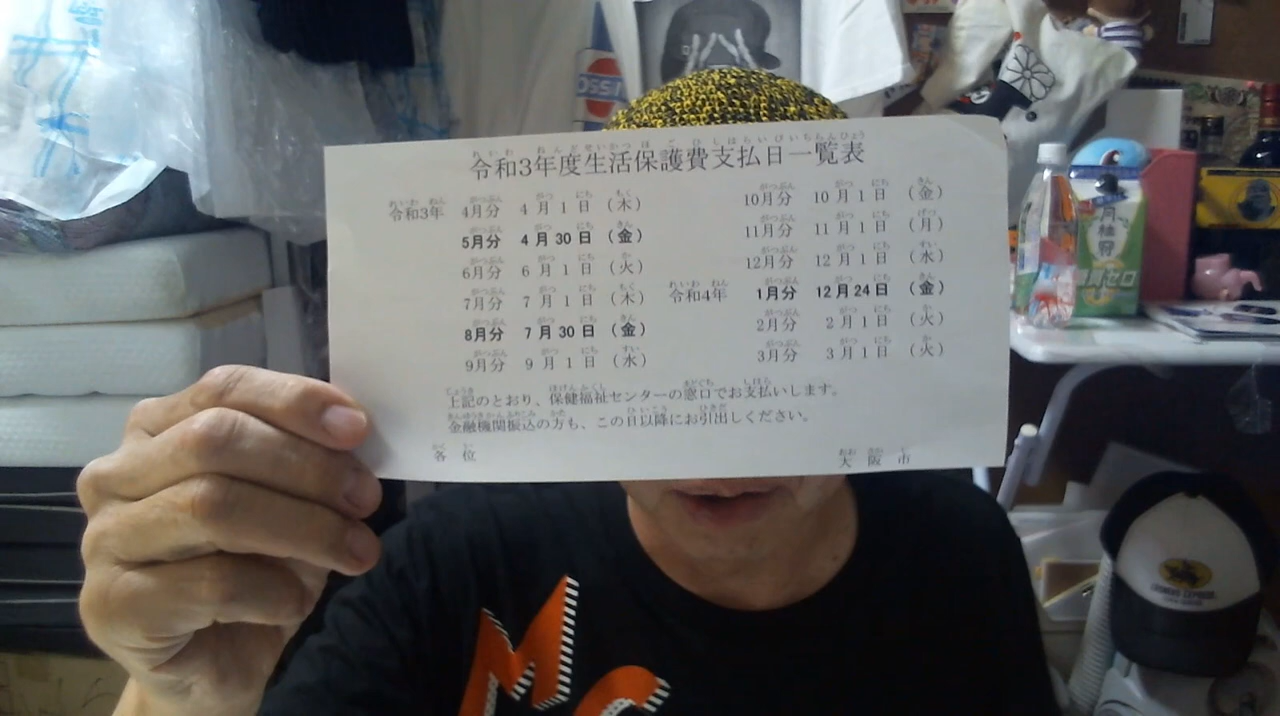 令和3年度生活保護費支払日一覧表
令和3年 4月分 4月1日（木）
5月分 4月30日（金）
6月分 6月1日（火）
7月分 7月1日（木）
8月分 7月30日（金）
9月分 9月1日（水）
10月分 10月1日（金）
11月分 11月1日（月）
12月分 12月1日（水）
令和4年 1月分 12月24日（金）
2月分 2月1日（火）
3月分 3月1日（火）
上記のとおり、保健福祉センターの窓口でお支払いします。
金融機関振込の方も、この日以降にお引出しください。
各位
大阪市
月桂冠
糖質ゼロ
MC